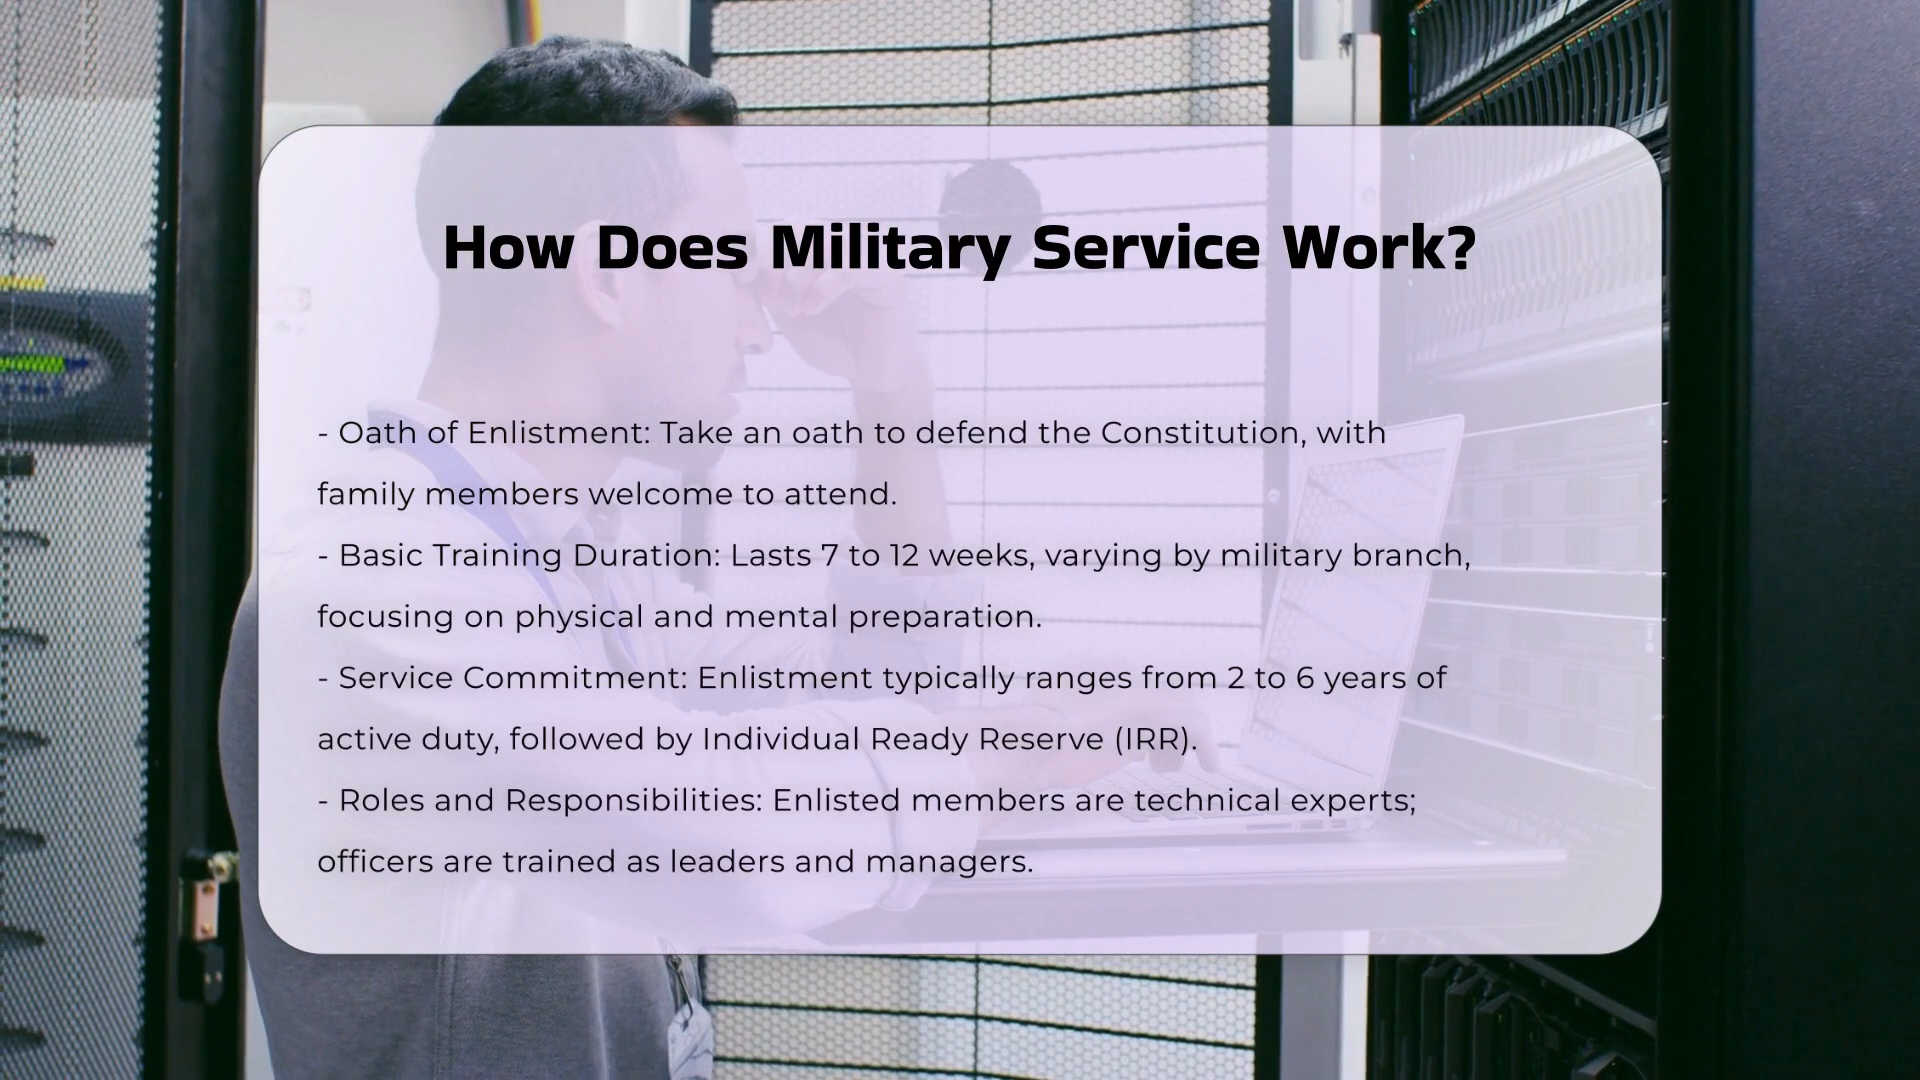 How Does Military Service Work?
- Oath of Enlistment: Take an oath to defend the Constitution, with
family members welcome to attend.
- Basic Training Duration: Lasts 7 to 12 weeks, varying by military branch,
focusing on physical and mental preparation.
- Service Commitment: Enlistment typically ranges from 2 to 6 years of
active duty, followed by Individual Ready Reserve (IRR).
- Roles and Responsibilities: Enlisted members are technical experts;
officers are trained as leaders and managers.